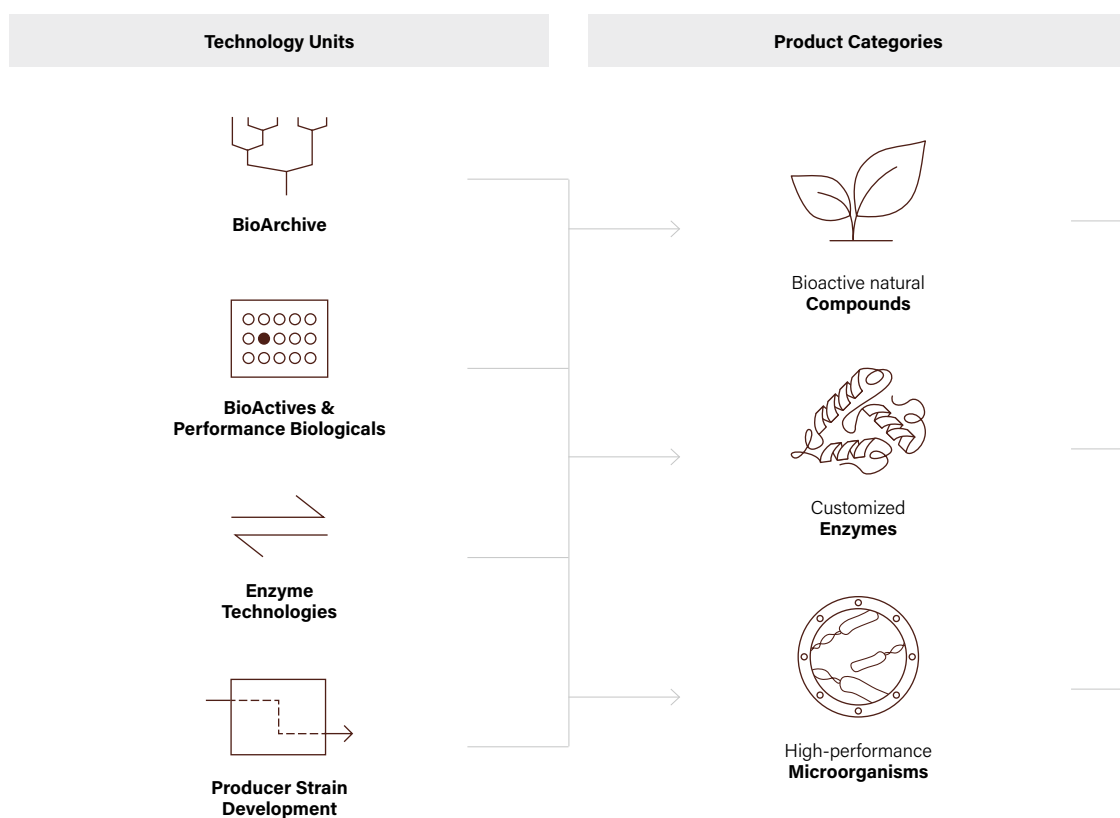 Technology Units
Product Categories
BioArchive
BioActives &
Performance Biologicals
Enzyme
Technologies
Producer Strain
Development
Bioactive natural
Compounds
Customized
Enzymes
High-performance
Microorganisms